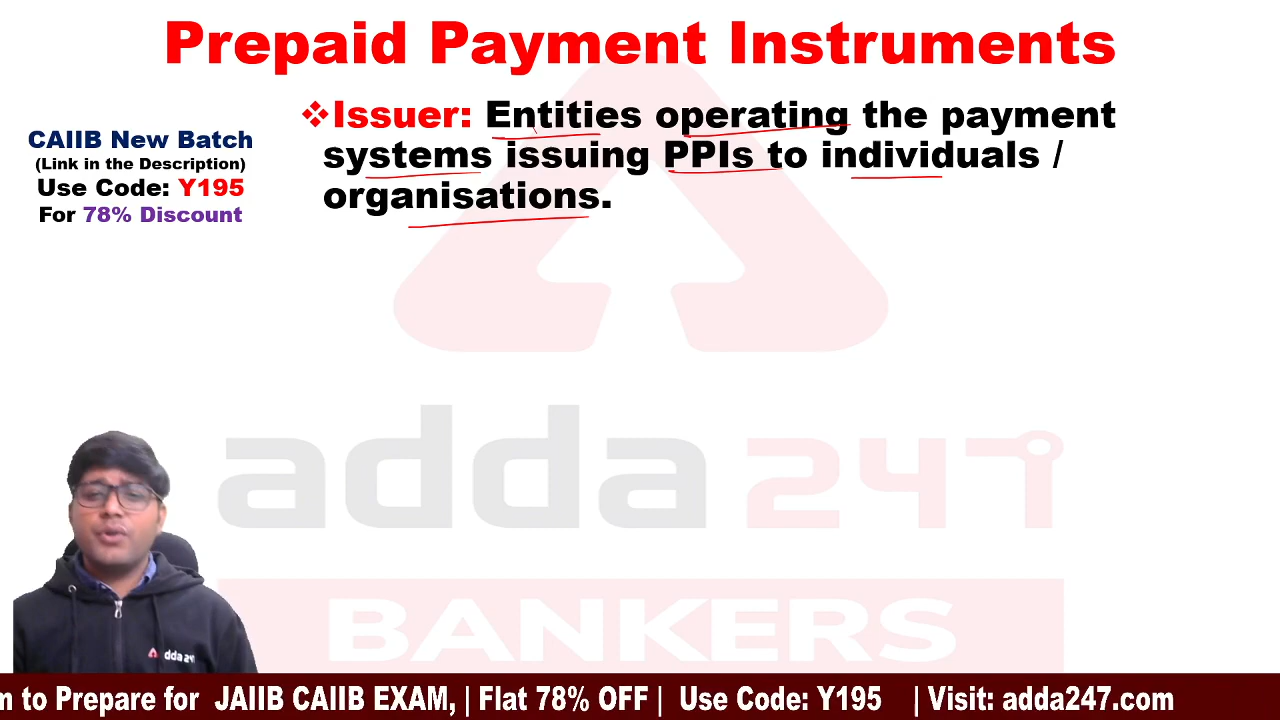 Prepaid Payment Instruments
❖Issuer: Entities operating the payment
systems issuing PPIs to individuals /
organisations.
CAIIB New Batch
(Link in the Description)
Use Code: Y195
For 78% Discount
adda247
BANKERS
adda247
to Prepare for JAIIB CAIIB EXAM, | Flat 78% OFF | Use Code: Y195 | Visit: adda247.com